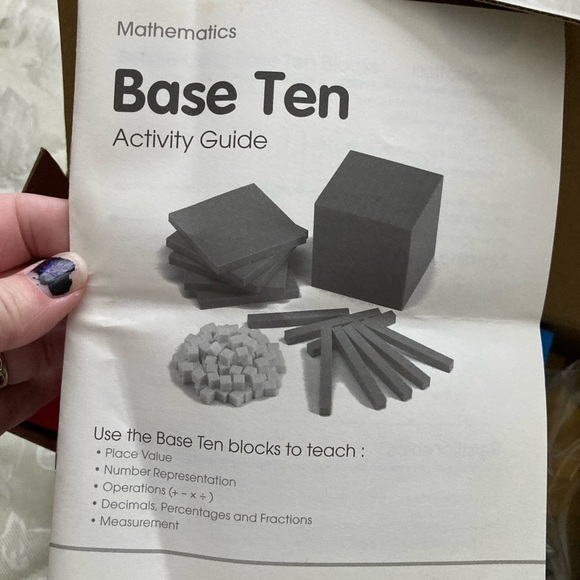 Mathematics
Base Ten
Activity Guide
Use the Base Ten blocks to teach :
• Place Value
• Number Representation
• Operations (+ − × ÷ )
• Decimals, Percentages and Fractions
• Measurement